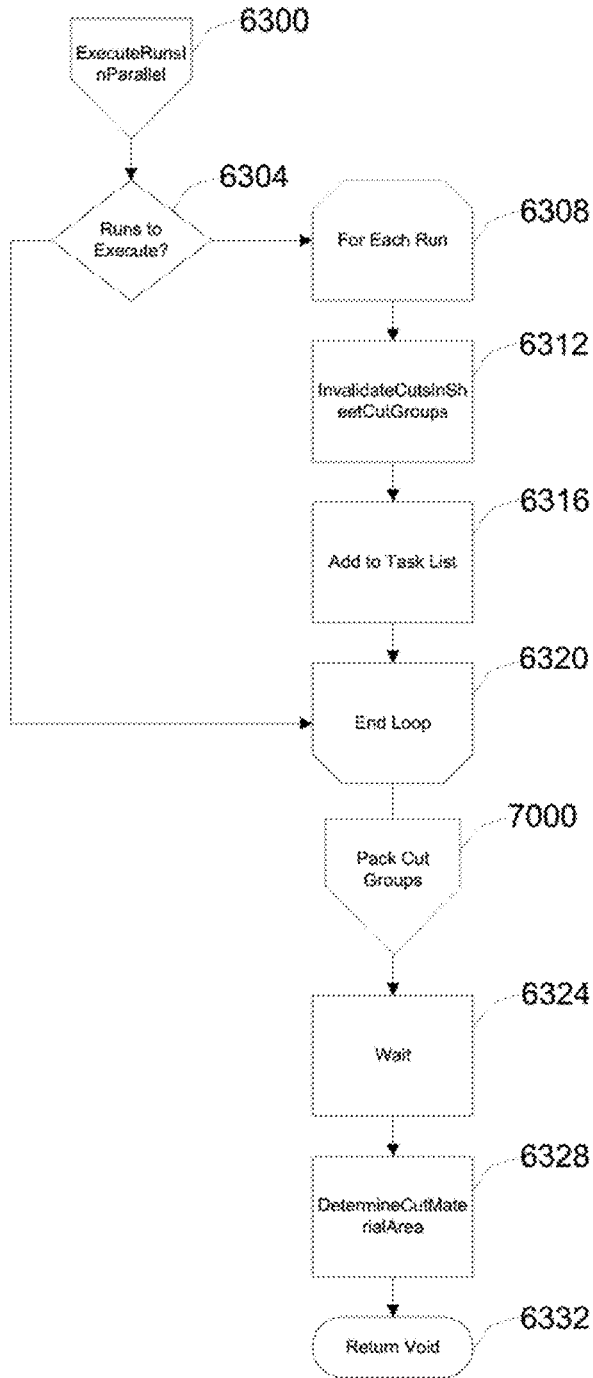 6300
ExecuteRunsI
nParallel
6304
Runs to
Execute?
6308
For Each Run
6312
InvalidateCutsInSh
eetCutGroups
6316
Add to Task List
6320
End Loop
7000
Pack Cut
Groups
6324
Wait
6328
DetermineCutMate
rialArea
6332
Return Void